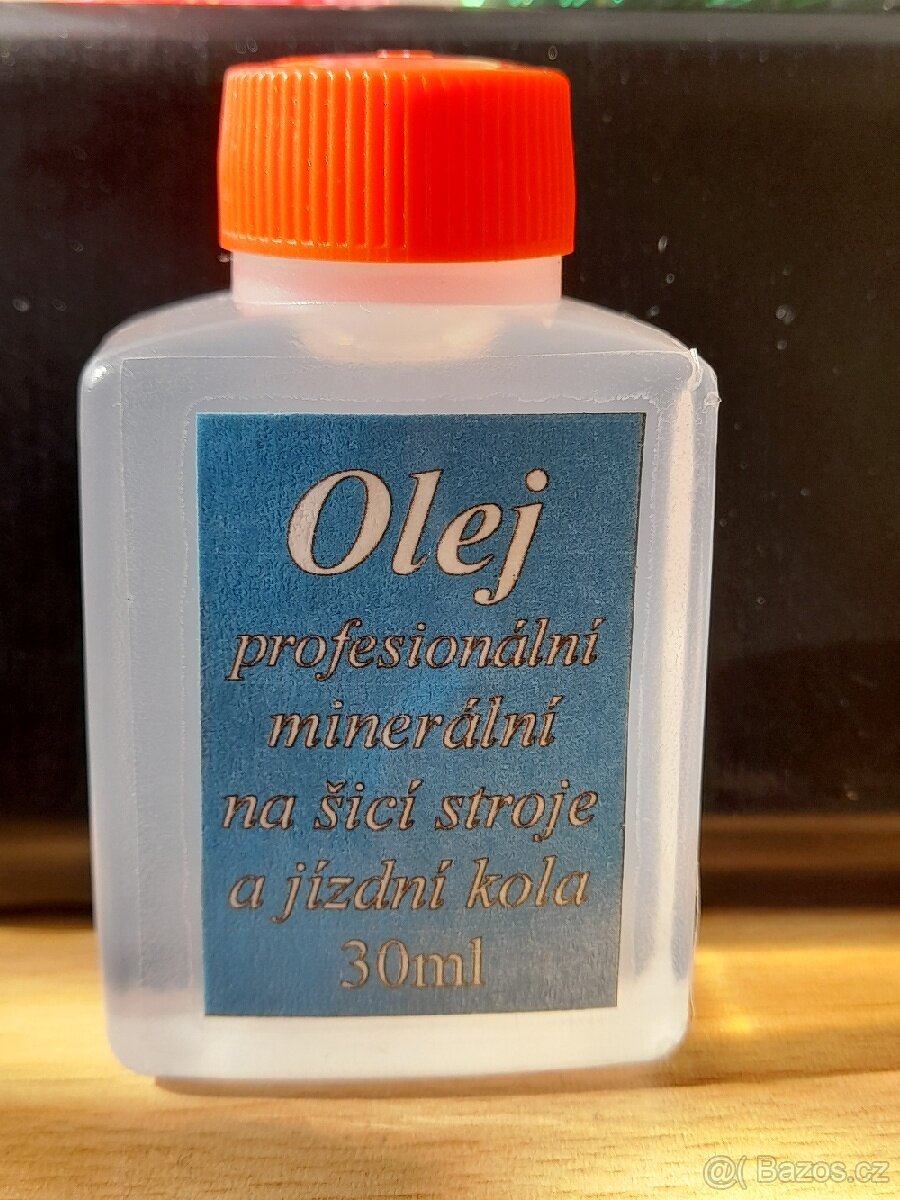 Olej
profesionální
minerální
na šicí stroje
a jízdní kola
30ml
@( Bazos.cz